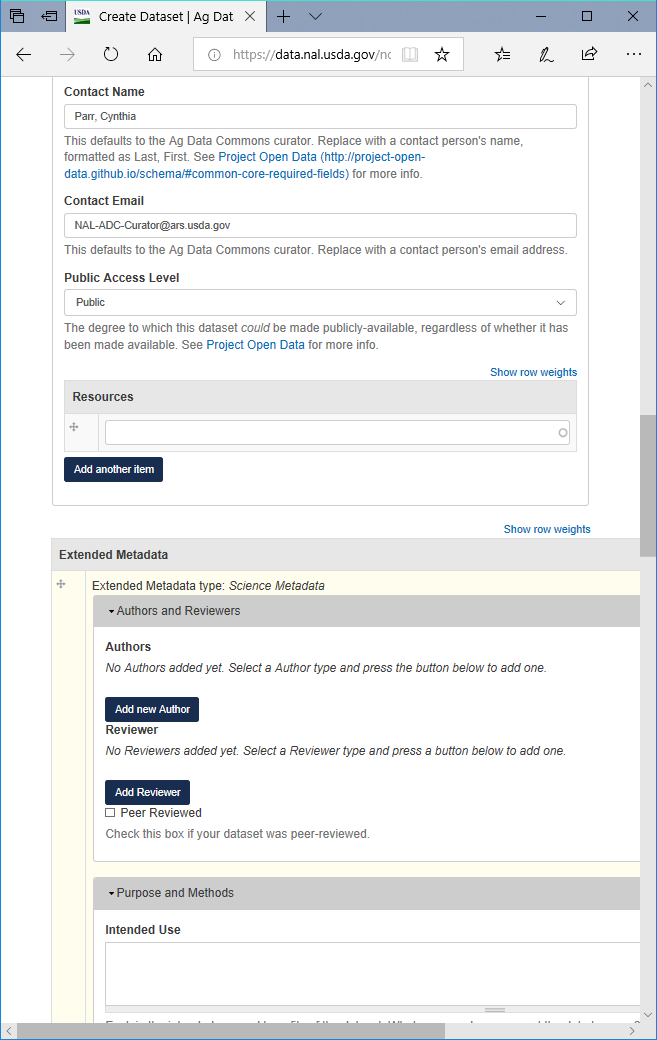 USDA Create Dataset | Ag Dat
https://data.nal.usda.gov/no
Contact Name
Parr, Cynthia
This defaults to the Ag Data Commons curator. Replace with a contact person's name,
formatted as Last, First. See Project Open Data (http://project-open-
data.github.io/schema/#common-core-required-fields) for more info.
Contact Email
NAL-ADC-Curator@ars.usda.gov
This defaults to the Ag Data Commons curator. Replace with a contact person's email address.
Public Access Level
Public
The degree to which this dataset could be made publicly-available, regardless of whether it has
been made available. See Project Open Data for more info.
Show row weights
Resources
Add another item
Show row weights
Extended Metadata
Extended Metadata type: Science Metadata
Authors and Reviewers
Authors
No Authors added yet. Select a Author type and press the button below to add one.
Add new Author
Reviewer
No Reviewers added yet. Select a Reviewer type and press a button below to add one.
Add Reviewer
Peer Reviewed
Check this box if your dataset was peer-reviewed.
Purpose and Methods
Intended Use